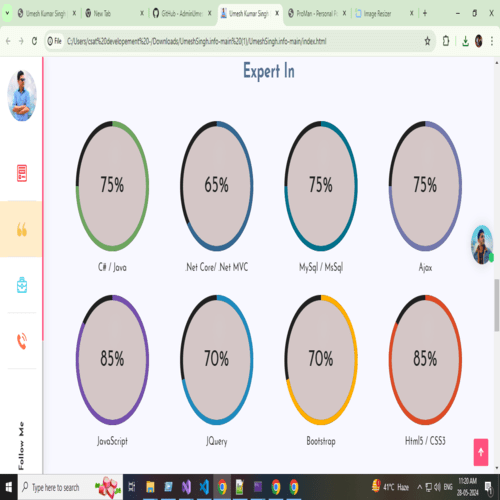 Umesh Kumar Singh
New Tab
GitHub - AdminUmesh
Umesh Kumar Singh
ProMan - Personal P
Image Resizer
File C:/Users/csat%20developement%20-/Downloads/UmeshSingh.info-main%20(1)/UmeshSingh.info-main/index.html
Expert In
75% 65% 75% 75%
C# / Java .Net Core/ .Net MVC MySql / MsSql Ajax
85% 70% 70% 85%
JavaScript JQuery Bootstrap Html5 / CSS3
Follow Me
Type here to search
41°C Haze ENG
11:20 AM
28-05-2024